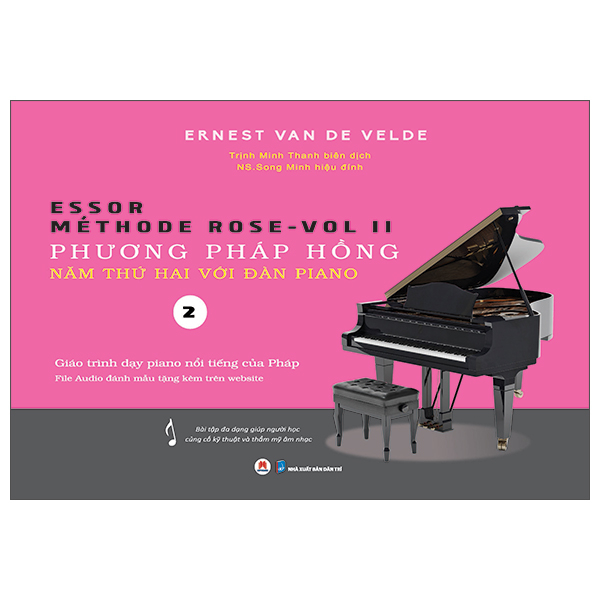 ERNEST VAN DE VELDE
Trịnh Minh Thanh biên dịch
NS.Song Minh hiệu đính
ESSOR
MÉTHODE ROSE-VOL II
PHƯƠNG PHÁP HỒNG
NĂM THỨ HAI VỚI ĐÀN PIANO
2
Giáo trình dạy piano nổi tiếng của Pháp
File Audio đánh mẫu tặng kèm trên website
Bài tập đa dạng giúp người học
củng cố kỹ thuật và thẩm mỹ âm nhạc
NHÀ XUẤT BẢN DÂN TRÍ